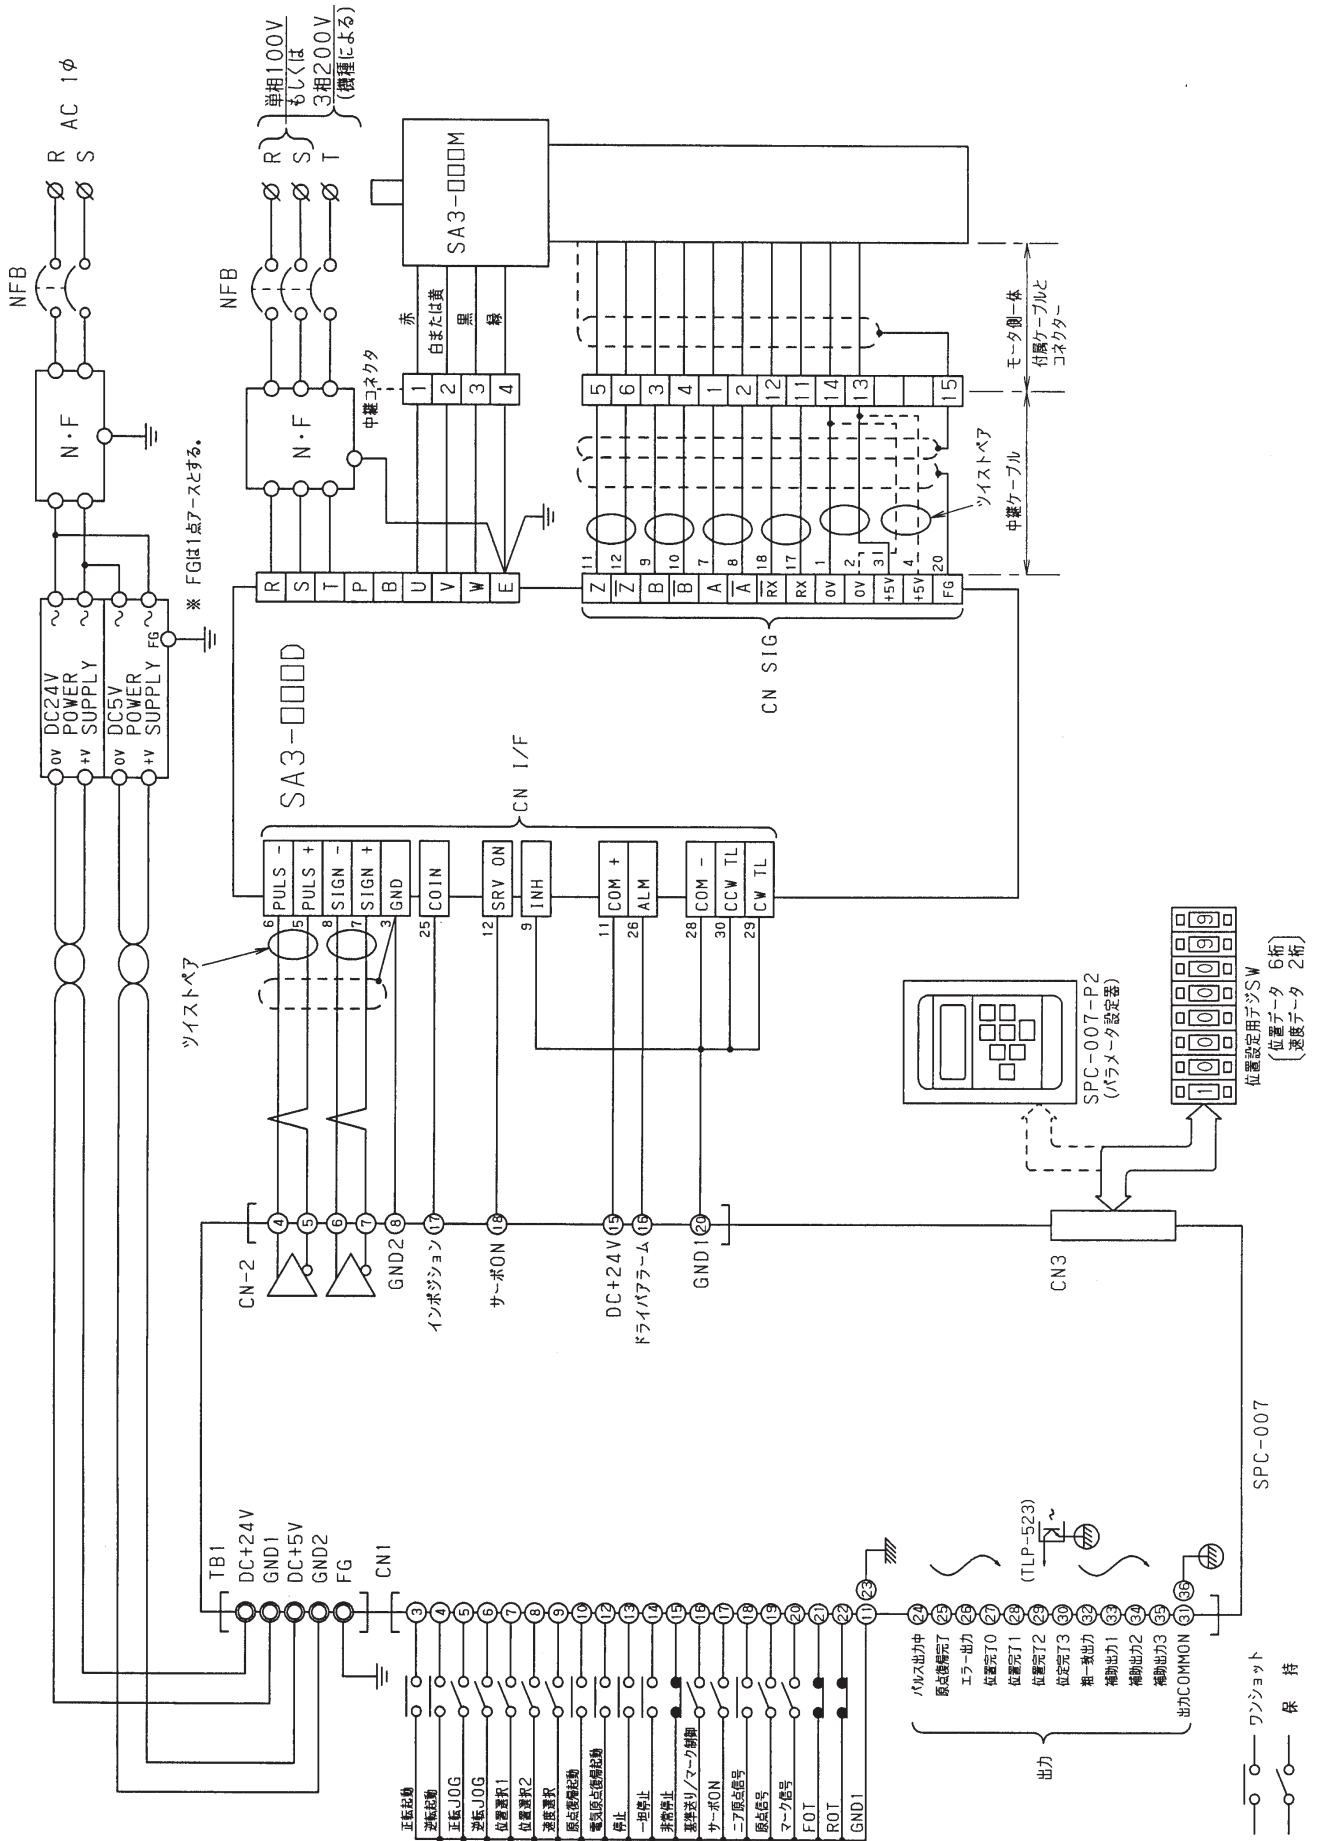 NFB
R
S
AC 1φ
N・F
※ FGは1点アースとする。
0V
DC24V
POWER
+V
SUPPLY
0V
DC5V
POWER
+V
SUPPLY
FG
NFB
R
S
T
単相100V
もしくは
3相200V
(機種による)
N・F
中継コネクタ
赤
白または黄
黒
緑
1
2
3
4
SA3-□□□M
R
S
T
P
B
U
V
W
E
SA3-□□□D
CN SIG
Z 11
Z 12
B 9
B 10
A 7
A 8
RX 18
RX 17
0V 1
0V 2
+5V 3
+5V 4
FG 20
5
6
3
4
1
2
12
11
14
13
15
ツイストペア
中継ケーブル
モータ側一体
付属ケーブルと
コネクター
CN I/F
6 PULS -
5 PULS +
8 SIGN -
7 SIGN +
3 GND
25 COIN
12 SRV ON
9 INH
11 COM +
26 ALM
28 COM -
30 CCW TL
29 CW TL
ツイストペア
CN-2
4
5
6
7
GND2 8
インポジション 17
サーボON 18
DC+24V 15
ドライバアラーム 16
GND1 20
CN3
SPC-007-P2
(パラメータ設定器)
1 0 0 0 0 0 9 9
位置設定用デジSW
位置データ 6桁
速度データ 2桁
SPC-007
TB1
DC+24V
GND1
DC+5V
GND2
FG
CN1
正転起動 3
逆転起動 4
正転JOG 5
逆転JOG 6
位置選択1 7
位置選択2 8
速度選択 9
原点復帰起動 10
電気原点復帰起動 12
停止 13
一旦停止 14
非常停止 15
基準送り/マーク制御 16
サーボON 17
ニア原点信号 18
原点信号 19
マーク信号 20
FOT 21
ROT 22
GND1 11
23
パルス出力中 24
原点復帰完了 25
エラー出力 26
位置完了0 27
位置完了1 28
位置完了2 29
位定完了3 30
粗一致出力 32
補助出力1 33
補助出力2 34
補助出力3 35
出力COMMON 31
36
出力
(TLP-523)
ワンショット
保 持